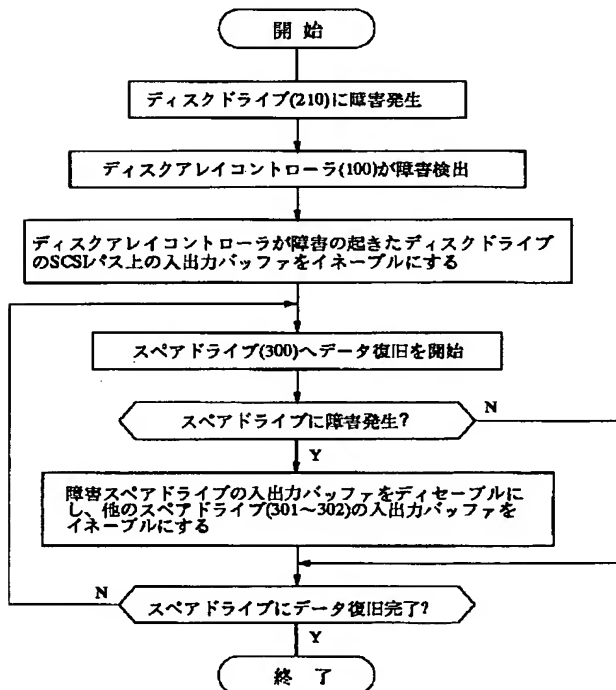 開 始
ディスクドライブ(210)に障害発生
ディスクアレイコントローラ(100)が障害検出
ディスクアレイコントローラが障害の起きたディスクドライブ
のSCSIパス上の入出力バッファをイネーブルにする
スペアドライブ(300)へデータ復旧を開始
スペアドライブに障害発生?
N
Y
障害スペアドライブの入出力バッファをディセーブルに
し、他のスペアドライブ(301~302)の入出力バッファを
イネーブルにする
N
スペアドライブにデータ復旧完了?
Y
終 了